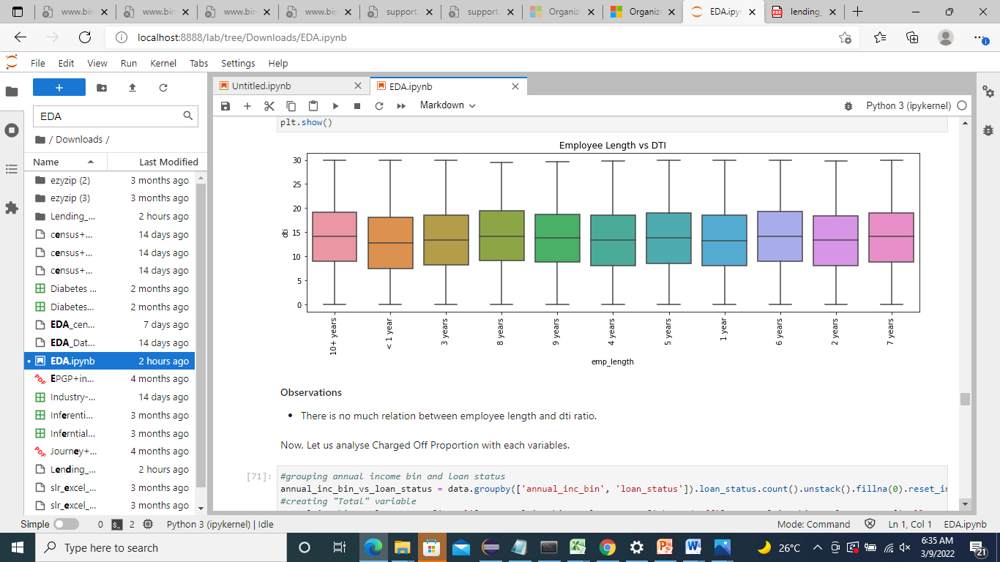 www.bin
www.bin
www.bin
www.bin
support.
support.
Organize
Organize
EDA.ipyn
lending_
localhost:8888/lab/tree/Downloads/EDA.ipynb
File Edit View Run Kernel Tabs Settings Help
Untitled.ipynb
EDA.ipynb
EDA
Markdown
Python 3 (ipykernel)
/ Downloads /
Name Last Modified
ezyzip (2) 3 months ago
ezyzip (3) 3 months ago
Lending_... 2 hours ago
census+... 14 days ago
census+... 14 days ago
census+... 14 days ago
Diabetes ... 2 months ago
Diabetes... 2 months ago
EDA_cen... 7 days ago
EDA_Dat... 14 days ago
EDA.ipynb 2 hours ago
EPGP+in... 4 months ago
Industry-... 14 days ago
Inferenti... 3 months ago
Inferntial... 3 months ago
Journey+... 4 months ago
Lending_... 2 hours ago
slr_excel_... 3 months ago
slr_excel_... 3 months ago
plt.show()
Employee Length vs DTI
30
25
20
15
10
5
0
dti
10+ years
< 1 year
3 years
8 years
9 years
4 years
5 years
1 year
6 years
2 years
7 years
emp_length
Observations
• There is no much relation between employee length and dti ratio.
Now, Let us analyse Charged Off Proportion with each variables.
[71]:
#grouping annual income bin and loan status
annual_inc_bin_vs_loan_status = data.groupby(['annual_inc_bin', 'loan_status']).loan_status.count().unstack().fillna(0).reset_in
#creating "Total" variable
Simple 0 2 Python 3 (ipykernel) | Idle
Mode: Command Ln 1, Col 1 EDA.ipynb
Type here to search
26°C
6:35 AM
3/9/2022
21